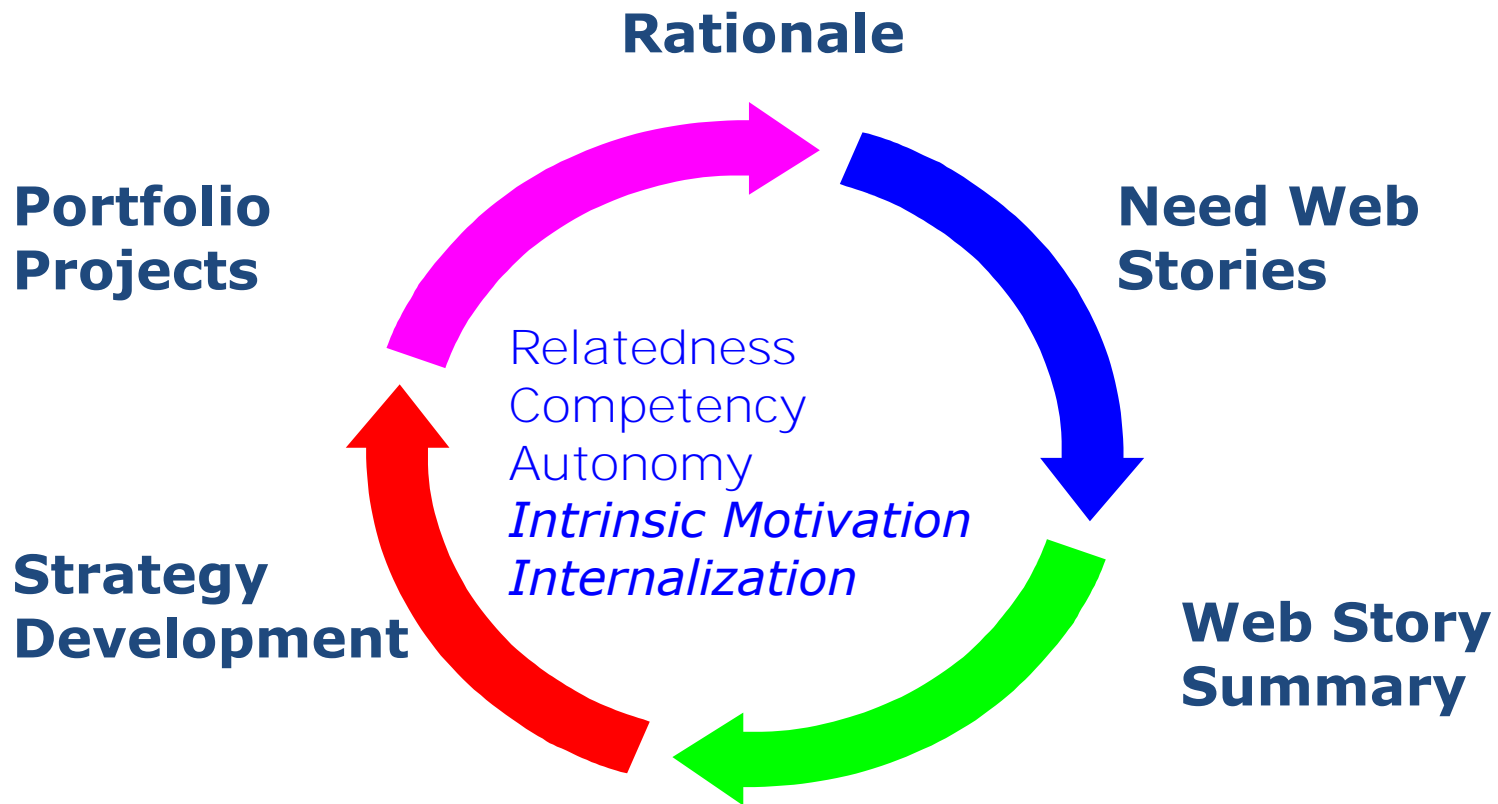 Rationale
Portfolio
Projects
Need Web
Stories
Relatedness
Competency
Autonomy
Intrinsic Motivation
Internalization
Strategy
Development
Web Story
Summary